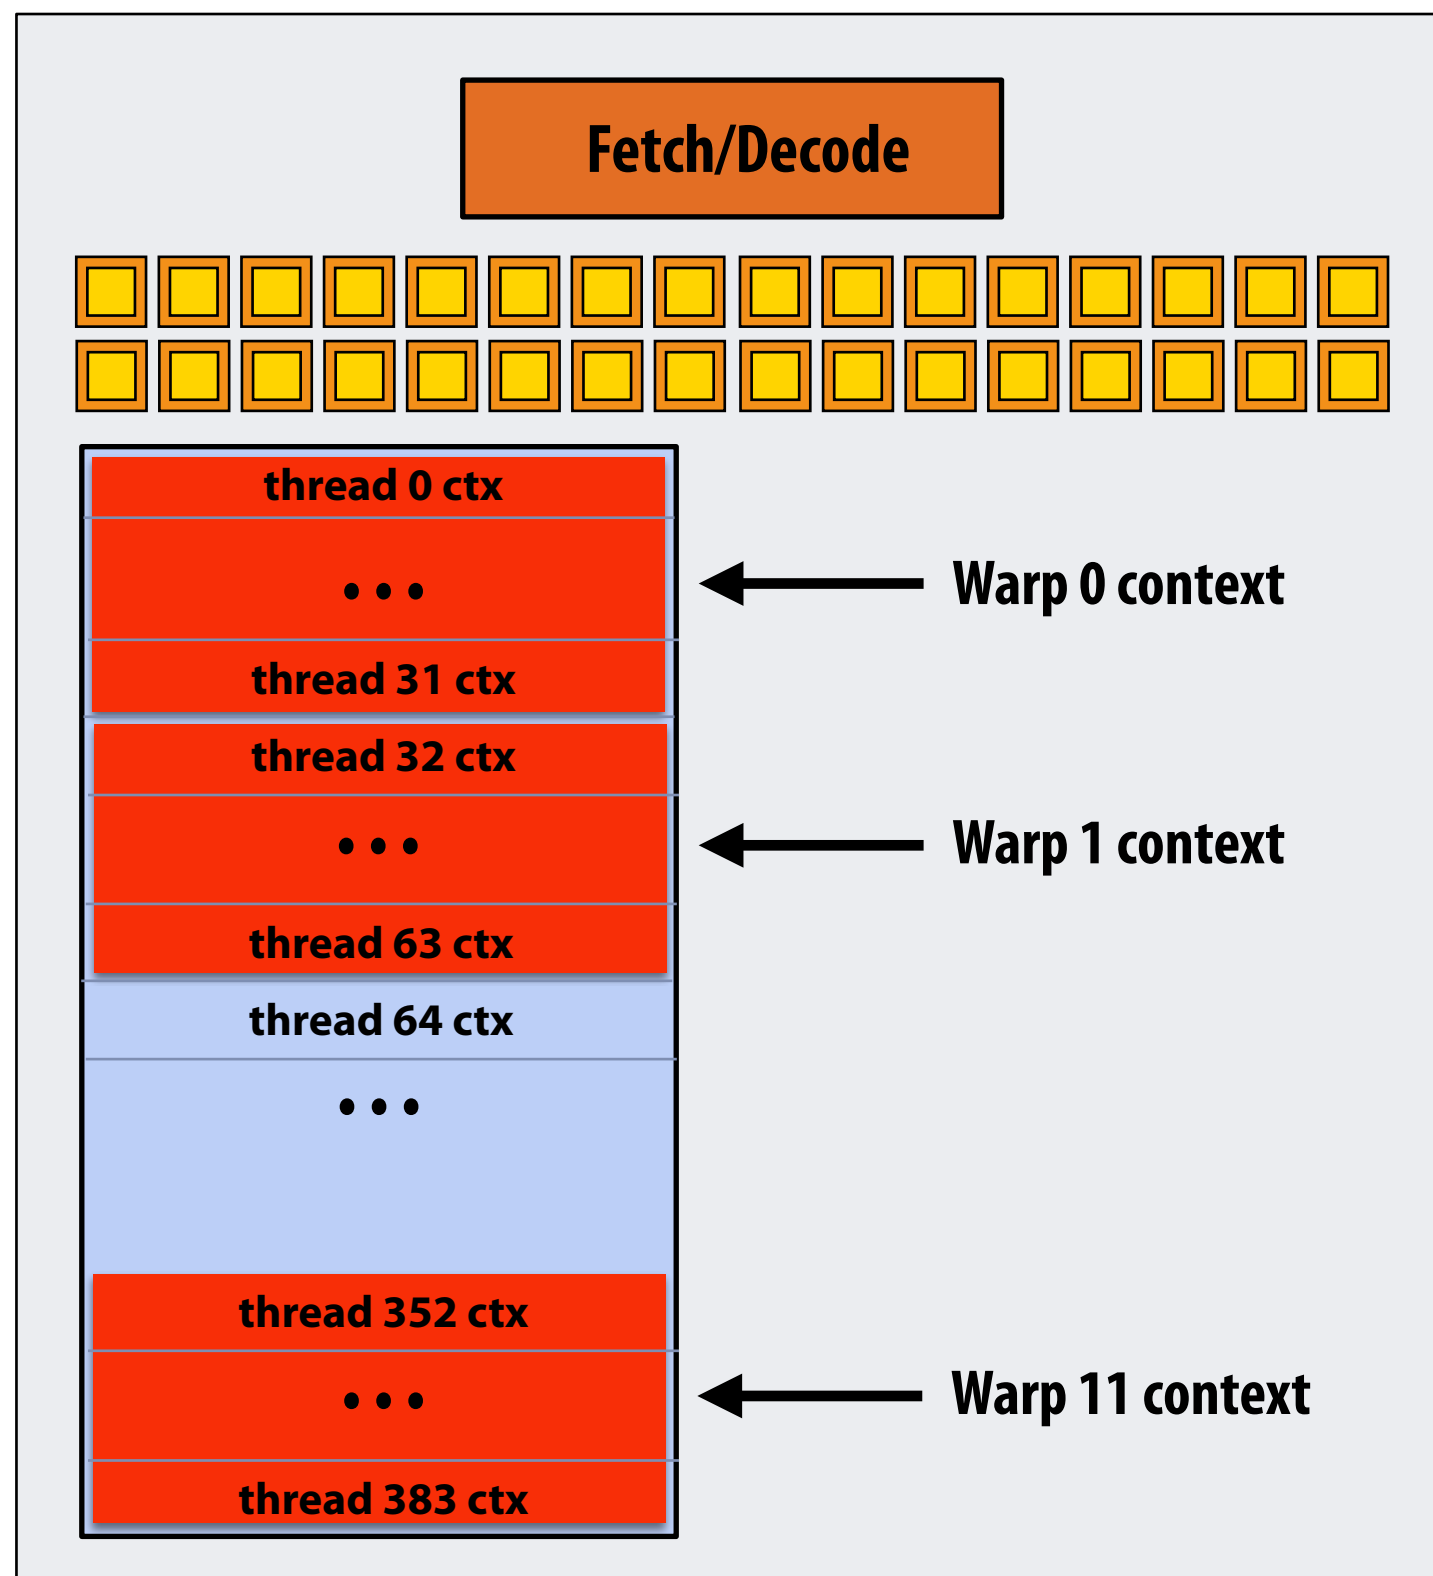 Fetch/Decode
thread 0 ctx
...
Warp 0 context
thread 31 ctx
thread 32 ctx
...
Warp 1 context
thread 63 ctx
thread 64 ctx
...
thread 352 ctx
...
Warp 11 context
thread 383 ctx